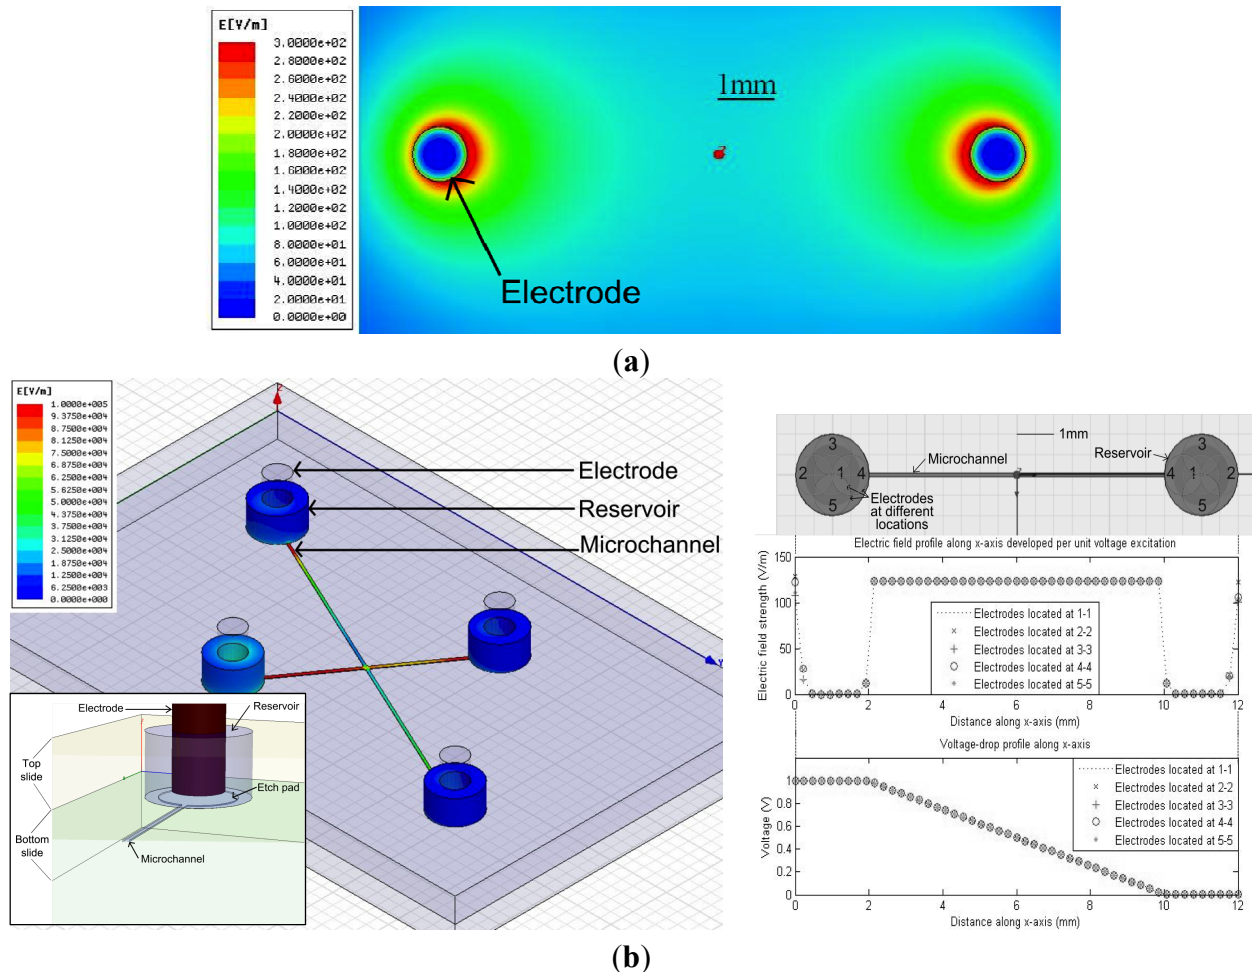 E[V/m]
3.0000e+02
2.8000e+02
2.6000e+02
2.4000e+02
2.2000e+02
2.0000e+02
1.8000e+02
1.6000e+02
1.4000e+02
1.2000e+02
1.0000e+02
8.0000e+01
6.0000e+01
4.0000e+01
2.0000e+01
0.0000e+00
1mm
Electrode
(a)
E[V/m]
1.0000e+005
9.3750e+004
8.7500e+004
8.1250e+004
7.5000e+004
6.8750e+004
6.2500e+004
5.6250e+004
5.0000e+004
4.3750e+004
3.7500e+004
3.1250e+004
2.5000e+004
1.8750e+004
1.2500e+004
6.2500e+003
0.0000e+000
Z
Electrode
Reservoir
Microchannel
Y
Electrode
Reservoir
Top
slide
Etch pad
Bottom
slide
Microchannel
1mm
Reservoir
Microchannel
3
2 1 4
5
3
4 1 2
5
Electrodes
at different
locations
Electric field profile along x-axis developed per unit voltage excitation
Electric field strength (V/m)
150
100
50
0
Electrodes located at 1-1
Electrodes located at 2-2
Electrodes located at 3-3
Electrodes located at 4-4
Electrodes located at 5-5
0 2 4 6 8 10 12
Distance along x-axis (mm)
Voltage-drop profile along x-axis
Voltage (V)
1
0.8
0.6
0.4
0.2
0
Electrodes located at 1-1
Electrodes located at 2-2
Electrodes located at 3-3
Electrodes located at 4-4
Electrodes located at 5-5
0 2 4 6 8 10 12
Distance along x-axis (mm)
(b)